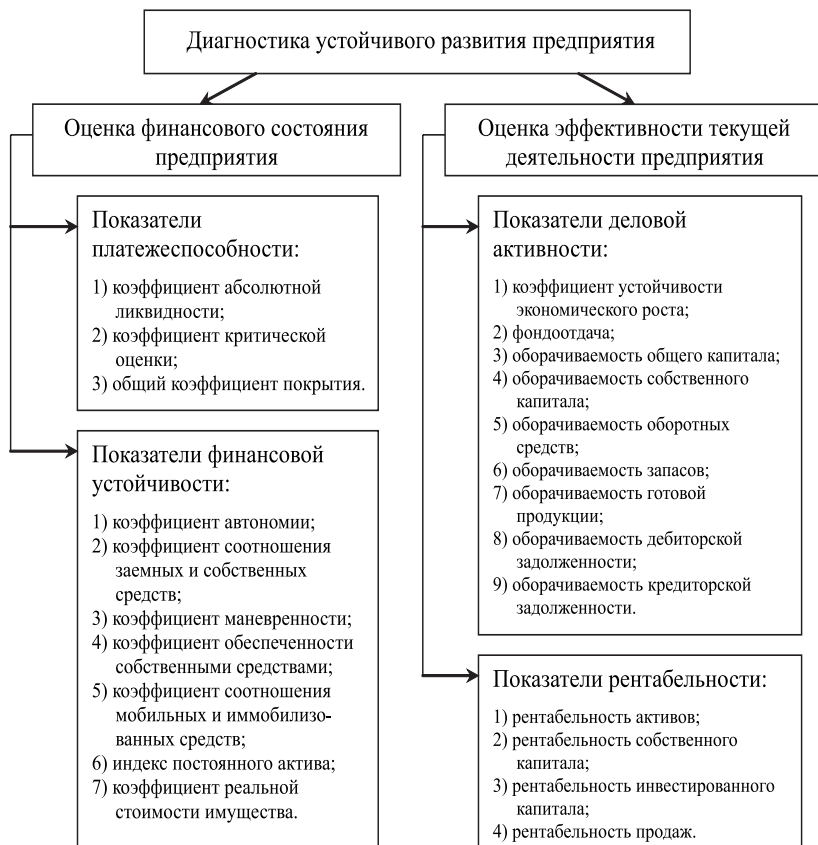 Диагностика устойчивого развития предприятия
Оценка финансового состояния
предприятия
Показатели
платежеспособности:
1) коэффициент абсолютной
ликвидности;
2) коэффициент критической
оценки;
3) общий коэффициент покрытия.
Показатели финансовой
устойчивости:
1) коэффициент автономии;
2) коэффициент соотношения
заемных и собственных
средств;
3) коэффициент маневренности;
4) коэффициент обеспеченности
собственными средствами;
5) коэффициент соотношения
мобильных и иммобилизо-
ванных средств;
6) индекс постоянного актива;
7) коэффициент реальной
стоимости имущества.
Оценка эффективности текущей
деятельности предприятия
Показатели деловой
активности:
1) коэффициент устойчивости
экономического роста;
2) фондоотдача;
3) оборачиваемость общего капитала;
4) оборачиваемость собственного
капитала;
5) оборачиваемость оборотных
средств;
6) оборачиваемость запасов;
7) оборачиваемость готовой
продукции;
8) оборачиваемость дебиторской
задолженности;
9) оборачиваемость кредиторской
задолженности.
Показатели рентабельности:
1) рентабельность активов;
2) рентабельность собственного
капитала;
3) рентабельность инвестированного
капитала;
4) рентабельность продаж.